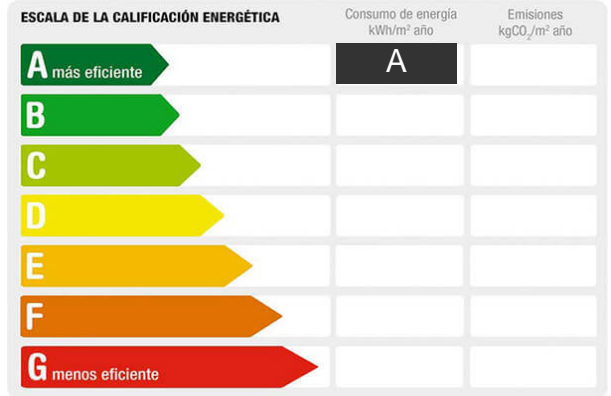 ESCALA DE LA CALIFICACIÓN ENERGÉTICA
Consumo de energía
kWh/m² año
Emisiones
kgCO₂/m² año
A más eficiente
A
B
C
D
E
F
G menos eficiente